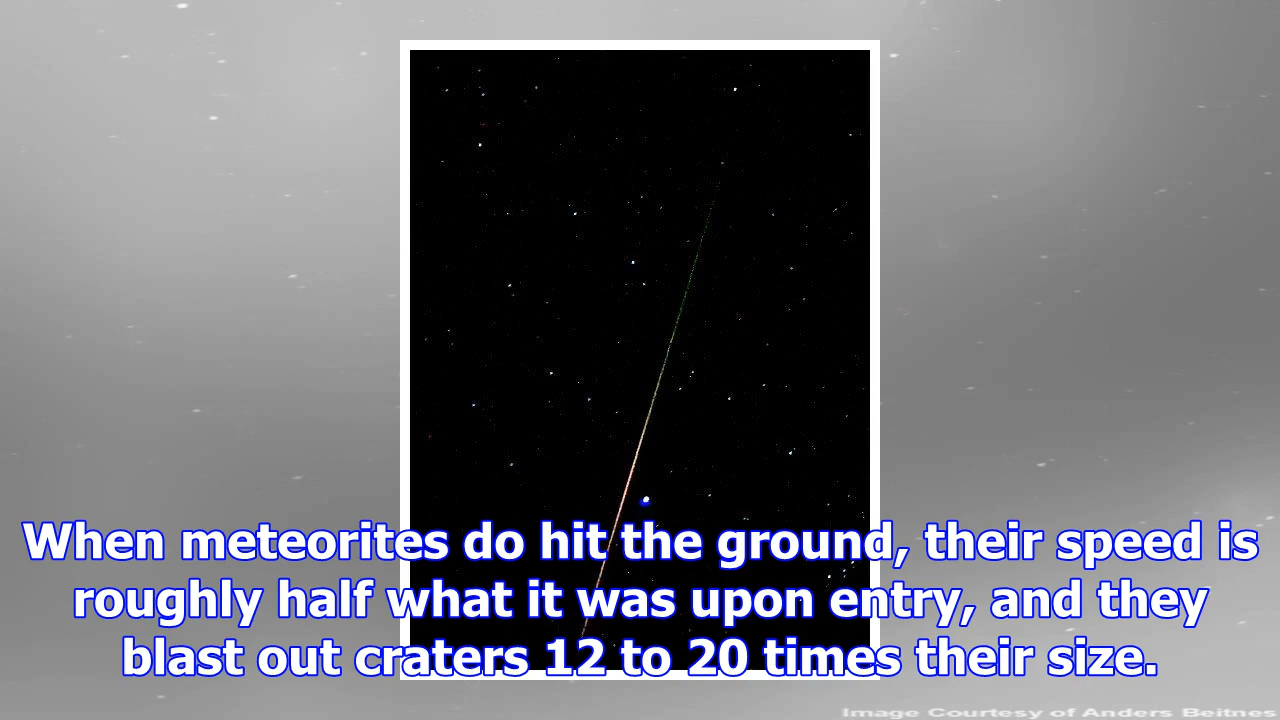 When meteorites do hit the ground, their speed is
roughly half what it was upon entry, and they
blast out craters 12 to 20 times their size.
Image Courtesy of Anders Beitnes